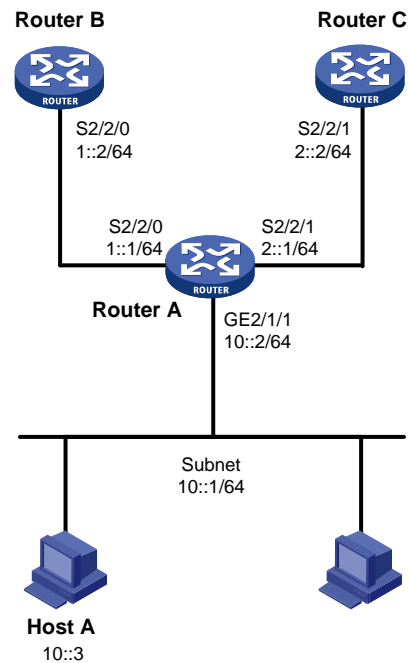 Router B
Router C
ROUTER
ROUTER
S2/2/0
1::2/64
S2/2/1
2::2/64
S2/2/0
1::1/64
S2/2/1
2::1/64
ROUTER
Router A
GE2/1/1
10::2/64
Subnet
10::1/64
Host A
10::3